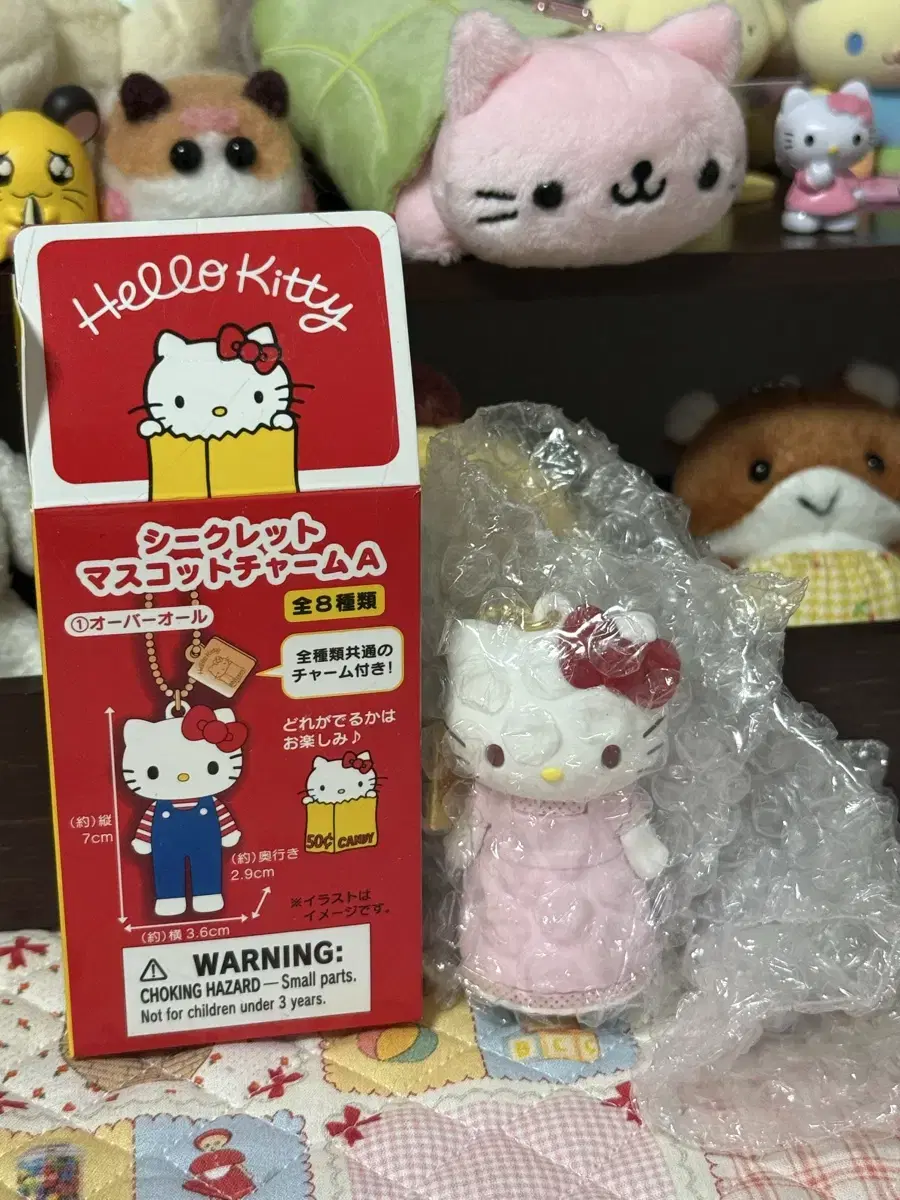 Hello Kitty
シークレット
マスコットチャームA
全8種類
①オーバーオール
全種類共通の
チャーム付き!
どれがでるかは
お楽しみ♪
(約)縦
7cm
(約)奥行き
2.9cm
50¢ CANDY
※イラストは
イメージです。
(約)横3.6cm
WARNING:
CHOKING HAZARD — Small parts.
Not for children under 3 years.